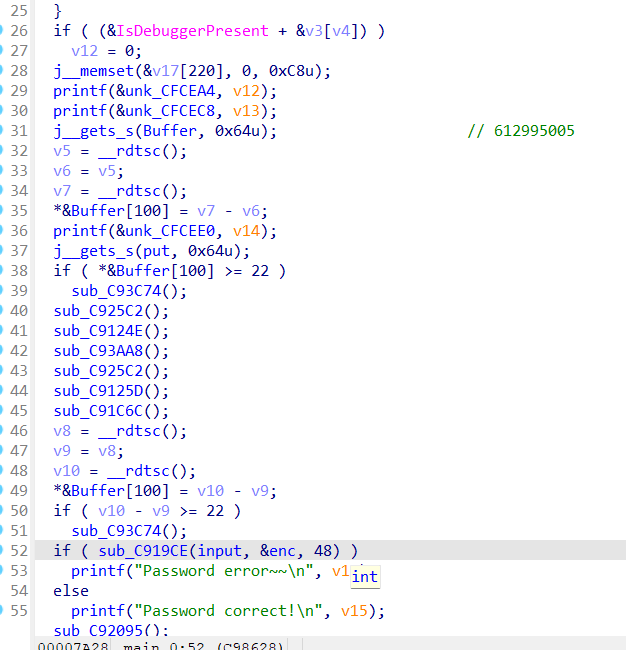 25 }
26 if ( (&IsDebuggerPresent + &v3[v4]) )
27 v12 = 0;
28 j__memset(&v17[220], 0, 0xC8u);
29 printf(&unk_CFCEA4, v12);
30 printf(&unk_CFCEC8, v13);
31 j__gets_s(Buffer, 0x64u); // 612995005
32 v5 = __rdtsc();
33 v6 = v5;
34 v7 = __rdtsc();
35 *&Buffer[100] = v7 - v6;
36 printf(&unk_CFCEE0, v14);
37 j__gets_s(put, 0x64u);
38 if ( *&Buffer[100] >= 22 )
39 sub_C93C74();
40 sub_C925C2();
41 sub_C9124E();
42 sub_C93AA8();
43 sub_C925C2();
44 sub_C9125D();
45 sub_C91C6C();
46 v8 = __rdtsc();
47 v9 = v8;
48 v10 = __rdtsc();
49 *&Buffer[100] = v10 - v9;
50 if ( v10 - v9 >= 22 )
51 sub_C93C74();
52 if ( sub_C919CE(input, &enc, 48) )
53 printf("Password error~~\n", v1
int
54 else
55 printf("Password correct!\n", v15);
sub_C92095();
00007A28 main 0:52 (C98628)